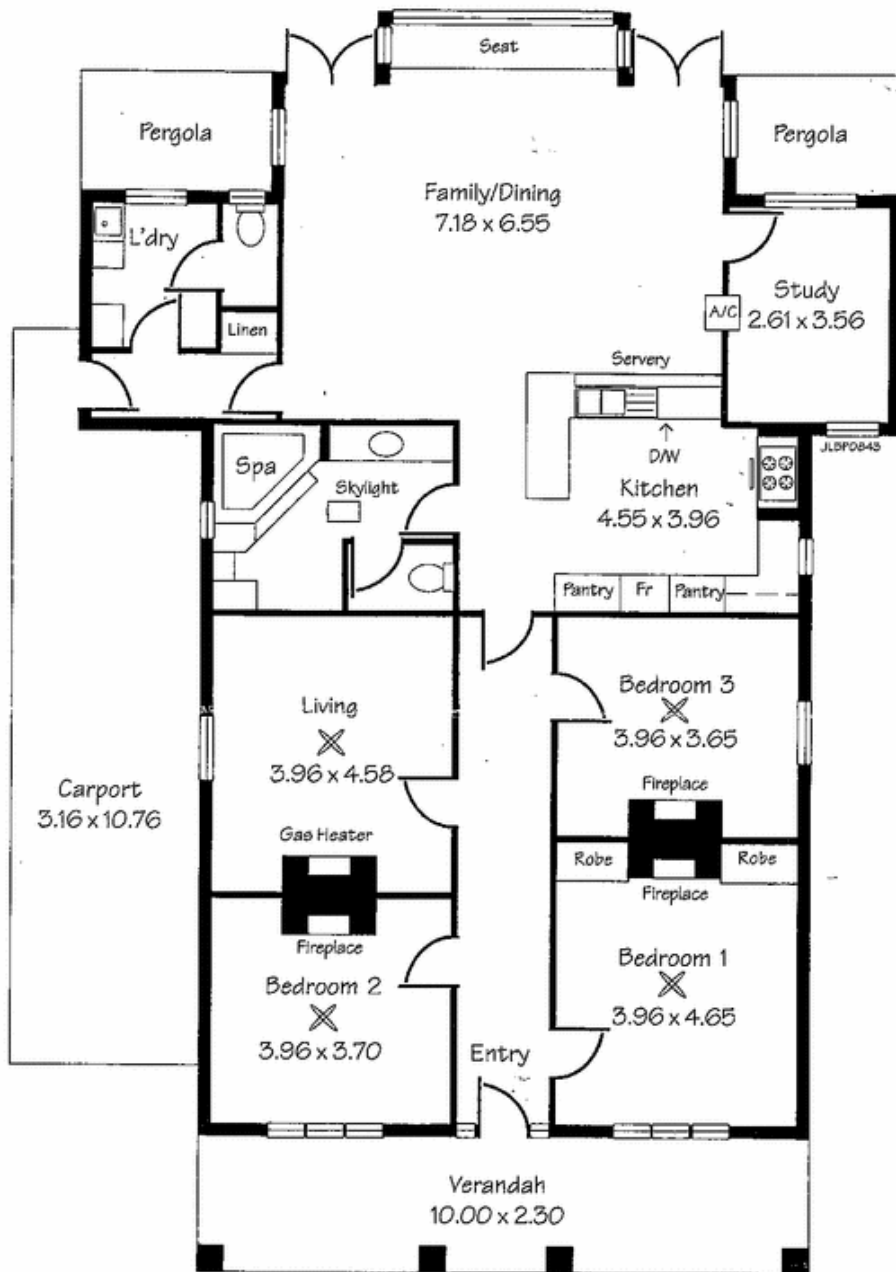 Seat
Pergola
Pergola
Family/Dining
7.18 x 6.55
L'dry
Study
2.61 x 3.56
A/C
Linen
Servery
JLBP0843
D/W
Spa
Skylight
Kitchen
4.55 x 3.96
Pantry
Fr
Pantry
Living
3.96 x 4.58
Bedroom 3
3.96 x 3.65
Carport
3.16 x 10.76
Gas Heater
Fireplace
Robe
Robe
Fireplace
Fireplace
Bedroom 2
3.96 x 3.70
Bedroom 1
3.96 x 4.65
Entry
Verandah
10.00 x 2.30